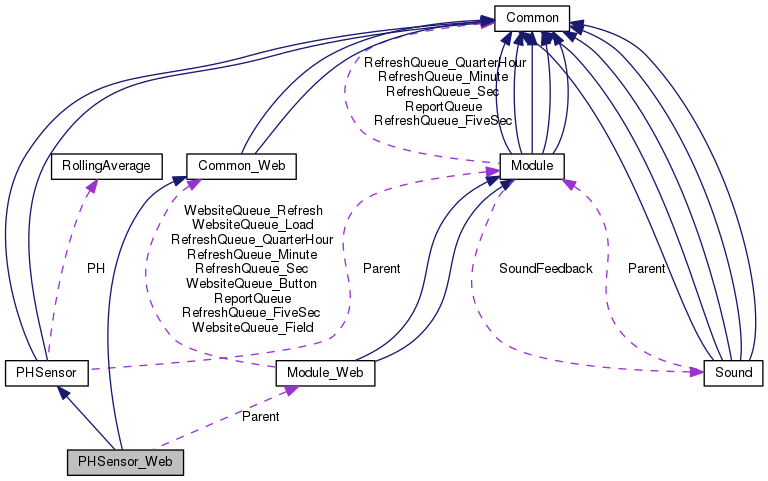 Common
RefreshQueue_QuarterHour
RefreshQueue_Minute
RefreshQueue_Sec
ReportQueue
RefreshQueue_FiveSec
RollingAverage
Common_Web
Module
WebsiteQueue_Refresh
WebsiteQueue_Load
RefreshQueue_QuarterHour
RefreshQueue_Minute
RefreshQueue_Sec
WebsiteQueue_Button
ReportQueue
RefreshQueue_FiveSec
WebsiteQueue_Field
PH
Parent
SoundFeedback
Parent
PHSensor
Module_Web
Sound
Parent
PHSensor_Web